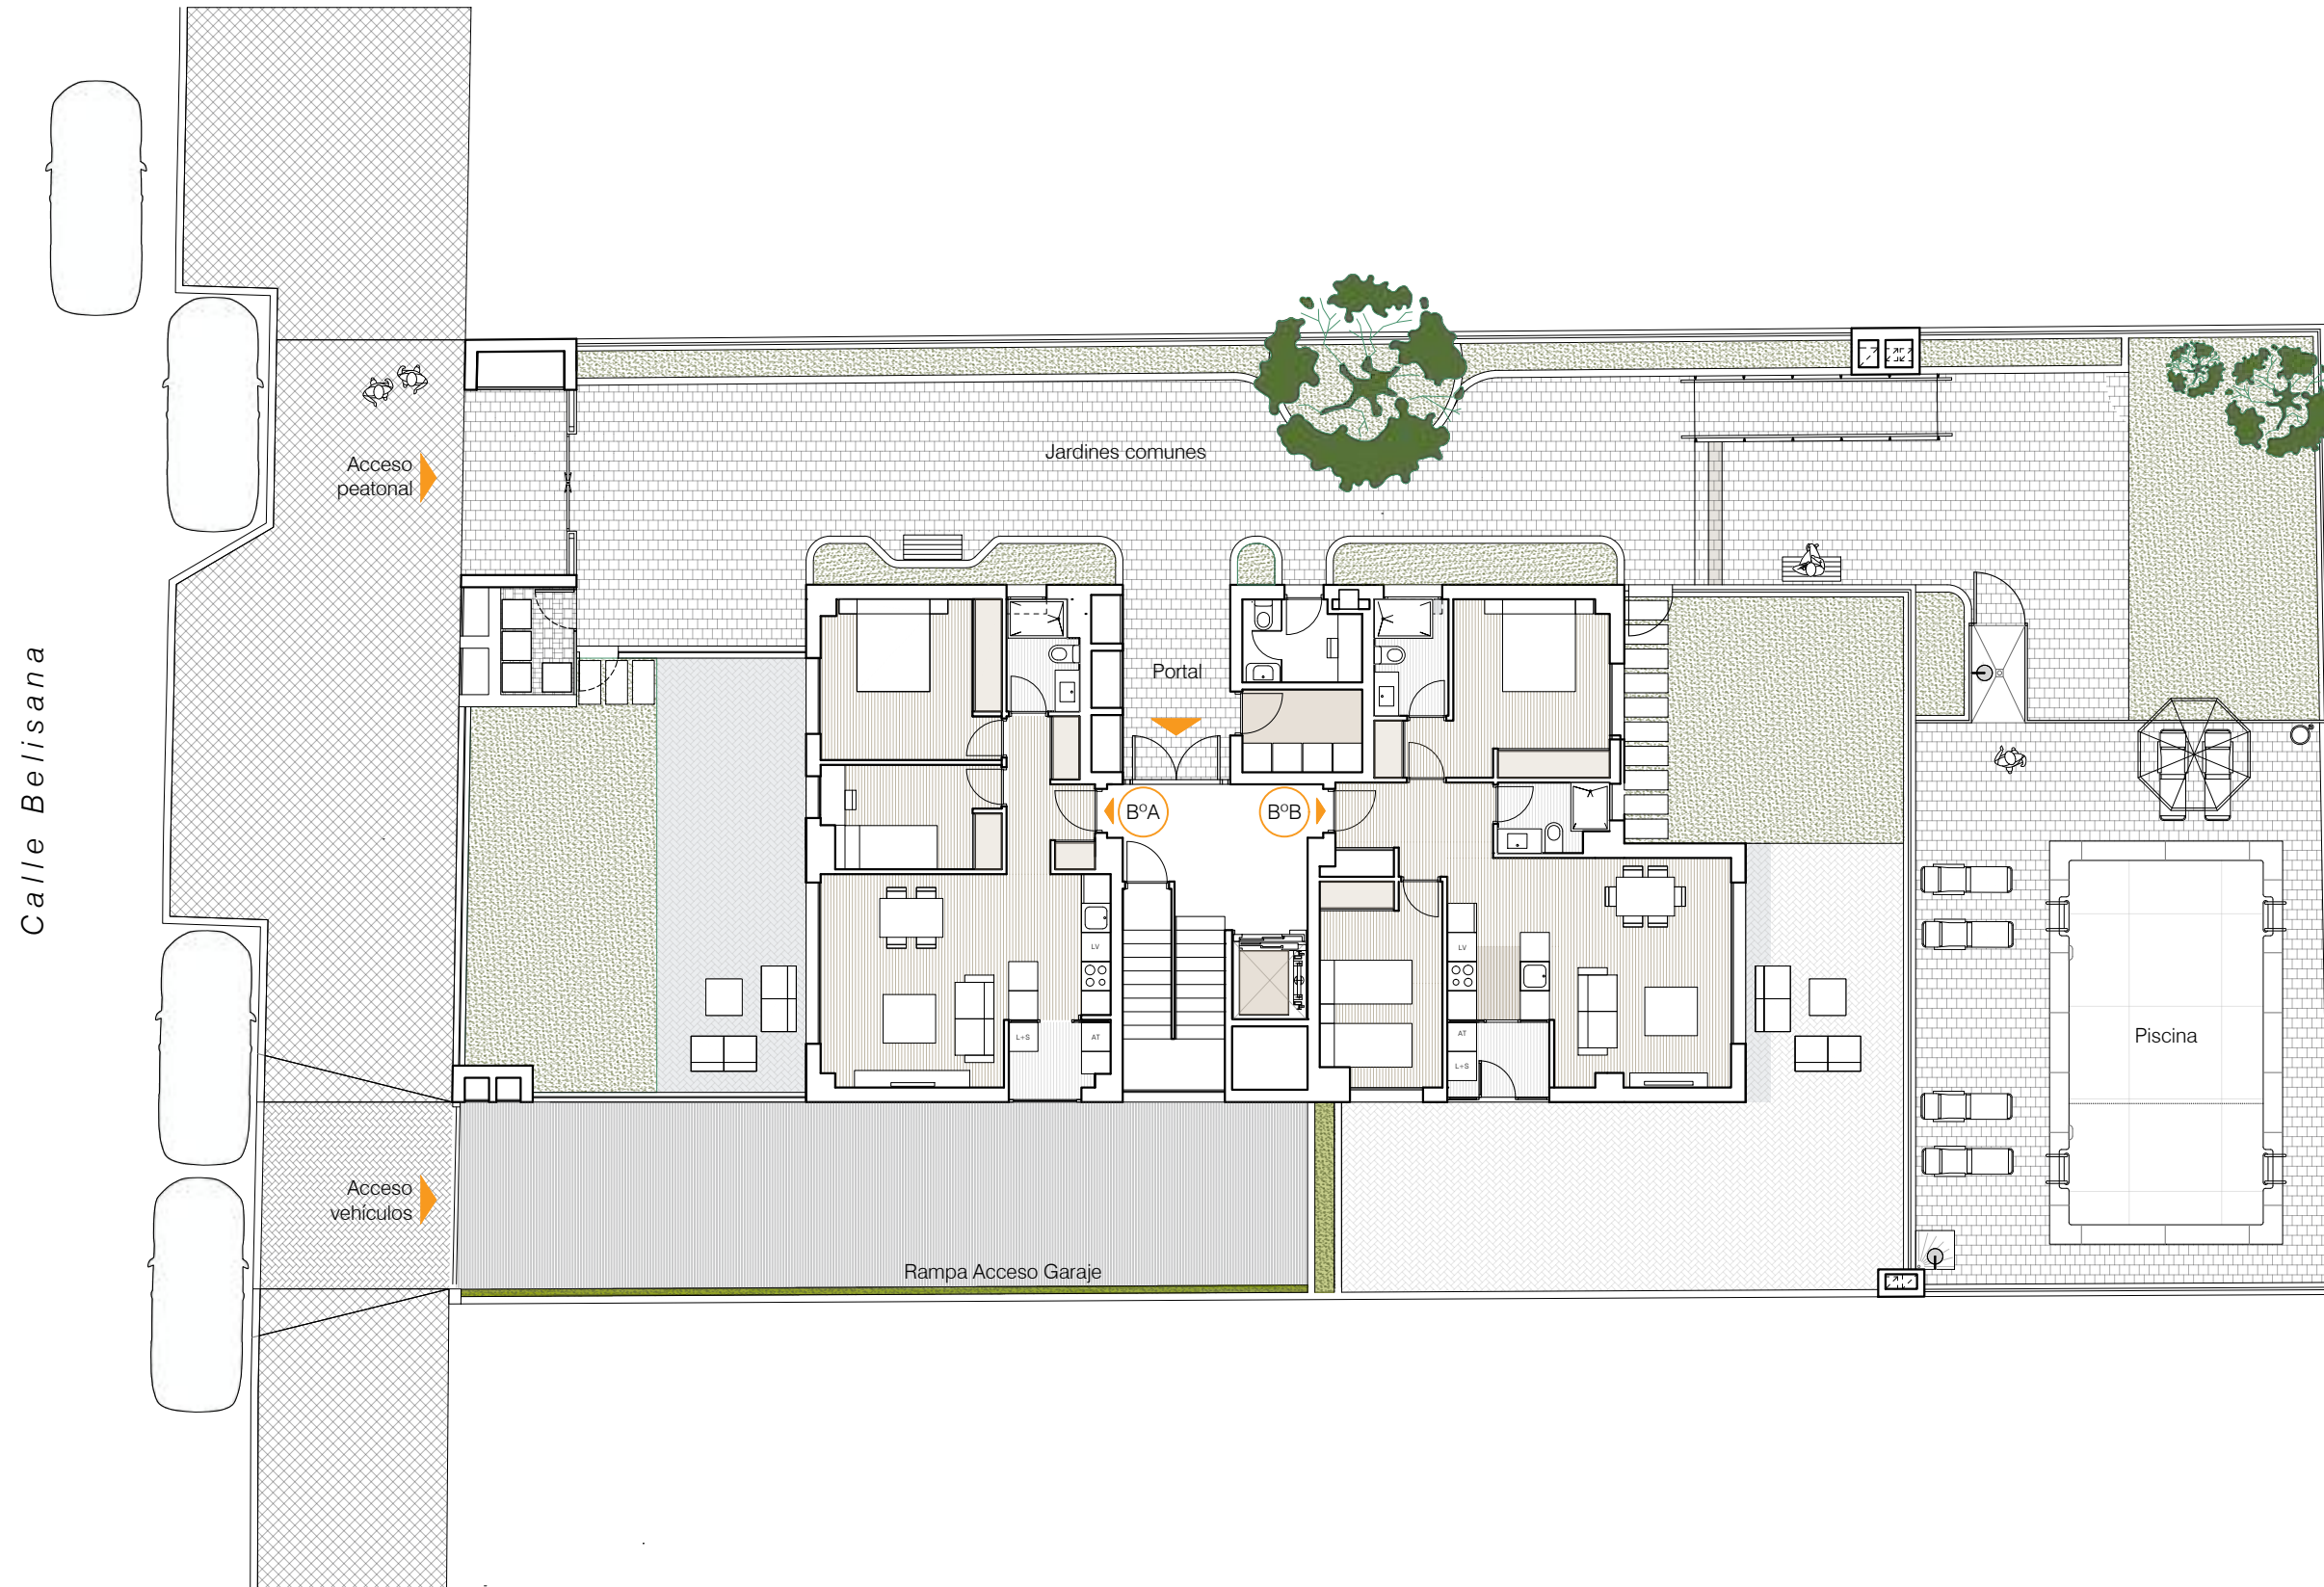 Calle Belisana
Acceso
peatonal
Jardines comunes
Portal
BºA
BºB
LV
LV
L+S
AT
AT
L+S
Piscina
Acceso
vehículos
Rampa Acceso Garaje